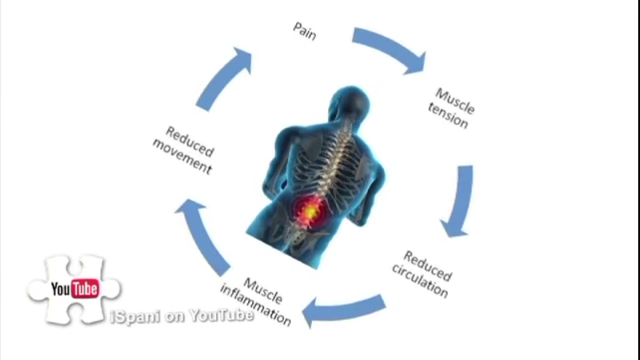 Pain
Muscle
tension
Reduced
circulation
Muscle
inflammation
Reduced
movement
YouTube
iSpani on YouTube